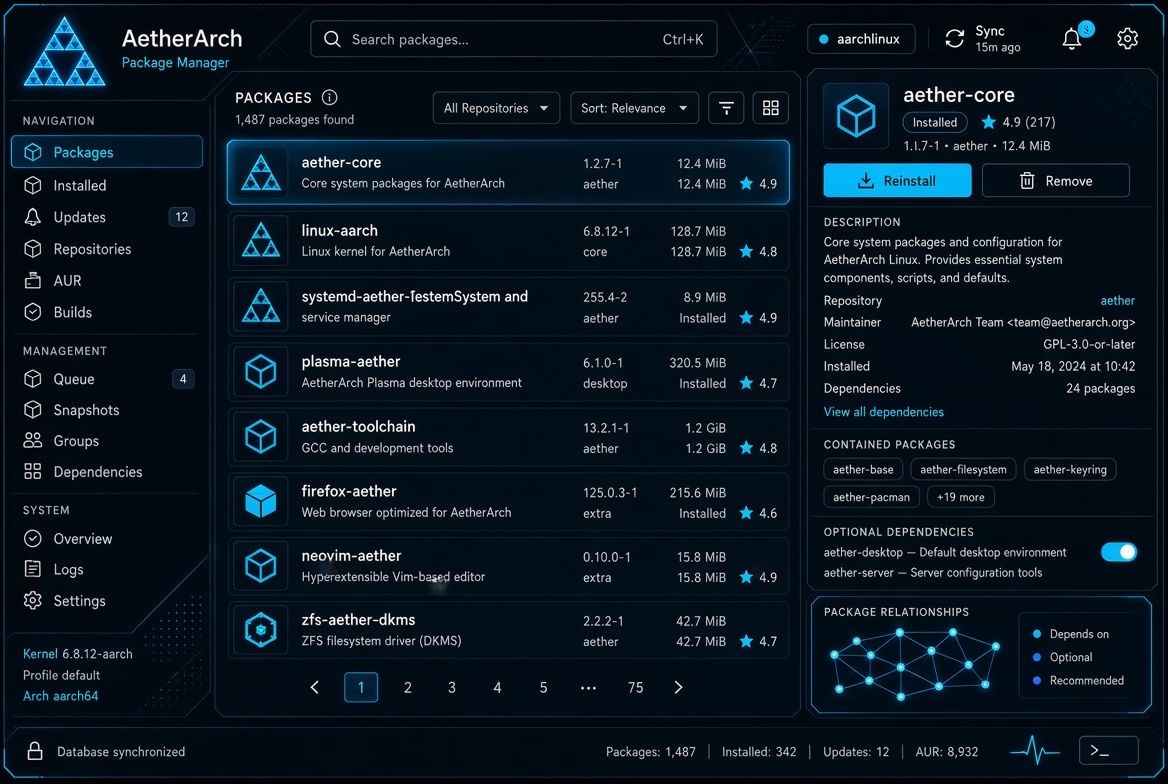 AetherArch
Package Manager
Search packages...
Ctrl+K
aarchlinux
Sync
15m ago
3
NAVIGATION
Packages
Installed
Updates
12
Repositories
AUR
Builds
MANAGEMENT
Queue
4
Snapshots
Groups
Dependencies
SYSTEM
Overview
Logs
Settings
Kernel 6.8.12-aarch
Profile default
Arch aarch64
PACKAGES
1,487 packages found
All Repositories
Sort: Relevance
aether-core 1.2.7-1 12.4 MiB
Core system packages for AetherArch aether 12.4 MiB 4.9
linux-aarch 6.8.12-1 128.7 MiB
Linux kernel for AetherArch core 128.7 MiB 4.8
systemd-aether-TestemSystem and 255.4-2 8.9 MiB
service manager aether Installed 4.9
plasma-aether 6.1.0-1 320.5 MiB
AetherArch Plasma desktop environment desktop Installed 4.7
aether-toolchain 13.2.1-1 1.2 GiB
GCC and development tools aether 1.2 GiB 4.8
firefox-aether 125.0.3-1 215.6 MiB
Web browser optimized for AetherArch extra Installed 4.6
neovim-aether 0.10.0-1 15.8 MiB
Hyperextensible Vim-based editor extra 15.8 MiB 4.9
zfs-aether-dkms 2.2.2-1 42.7 MiB
ZFS filesystem driver (DKMS) aether 42.7 MiB 4.7
1 2 3 4 5 ... 75
aether-core
Installed 4.9 (217)
1.1.7-1 • aether • 12.4 MiB
Reinstall
Remove
DESCRIPTION
Core system packages and configuration for
AetherArch Linux. Provides essential system
components, scripts, and defaults.
Repository aether
Maintainer AetherArch Team <team@aetherarch.org>
License GPL-3.0-or-later
Installed May 18, 2024 at 10:42
Dependencies 24 packages
View all dependencies
CONTAINED PACKAGES
aether-base aether-filesystem aether-keyring
aether-pacman +19 more
OPTIONAL DEPENDENCIES
aether-desktop — Default desktop environment
aether-server — Server configuration tools
PACKAGE RELATIONSHIPS
Depends on
Optional
Recommended
Database synchronized
Packages: 1,487 | Installed: 342 | Updates: 12 | AUR: 8,932
>_